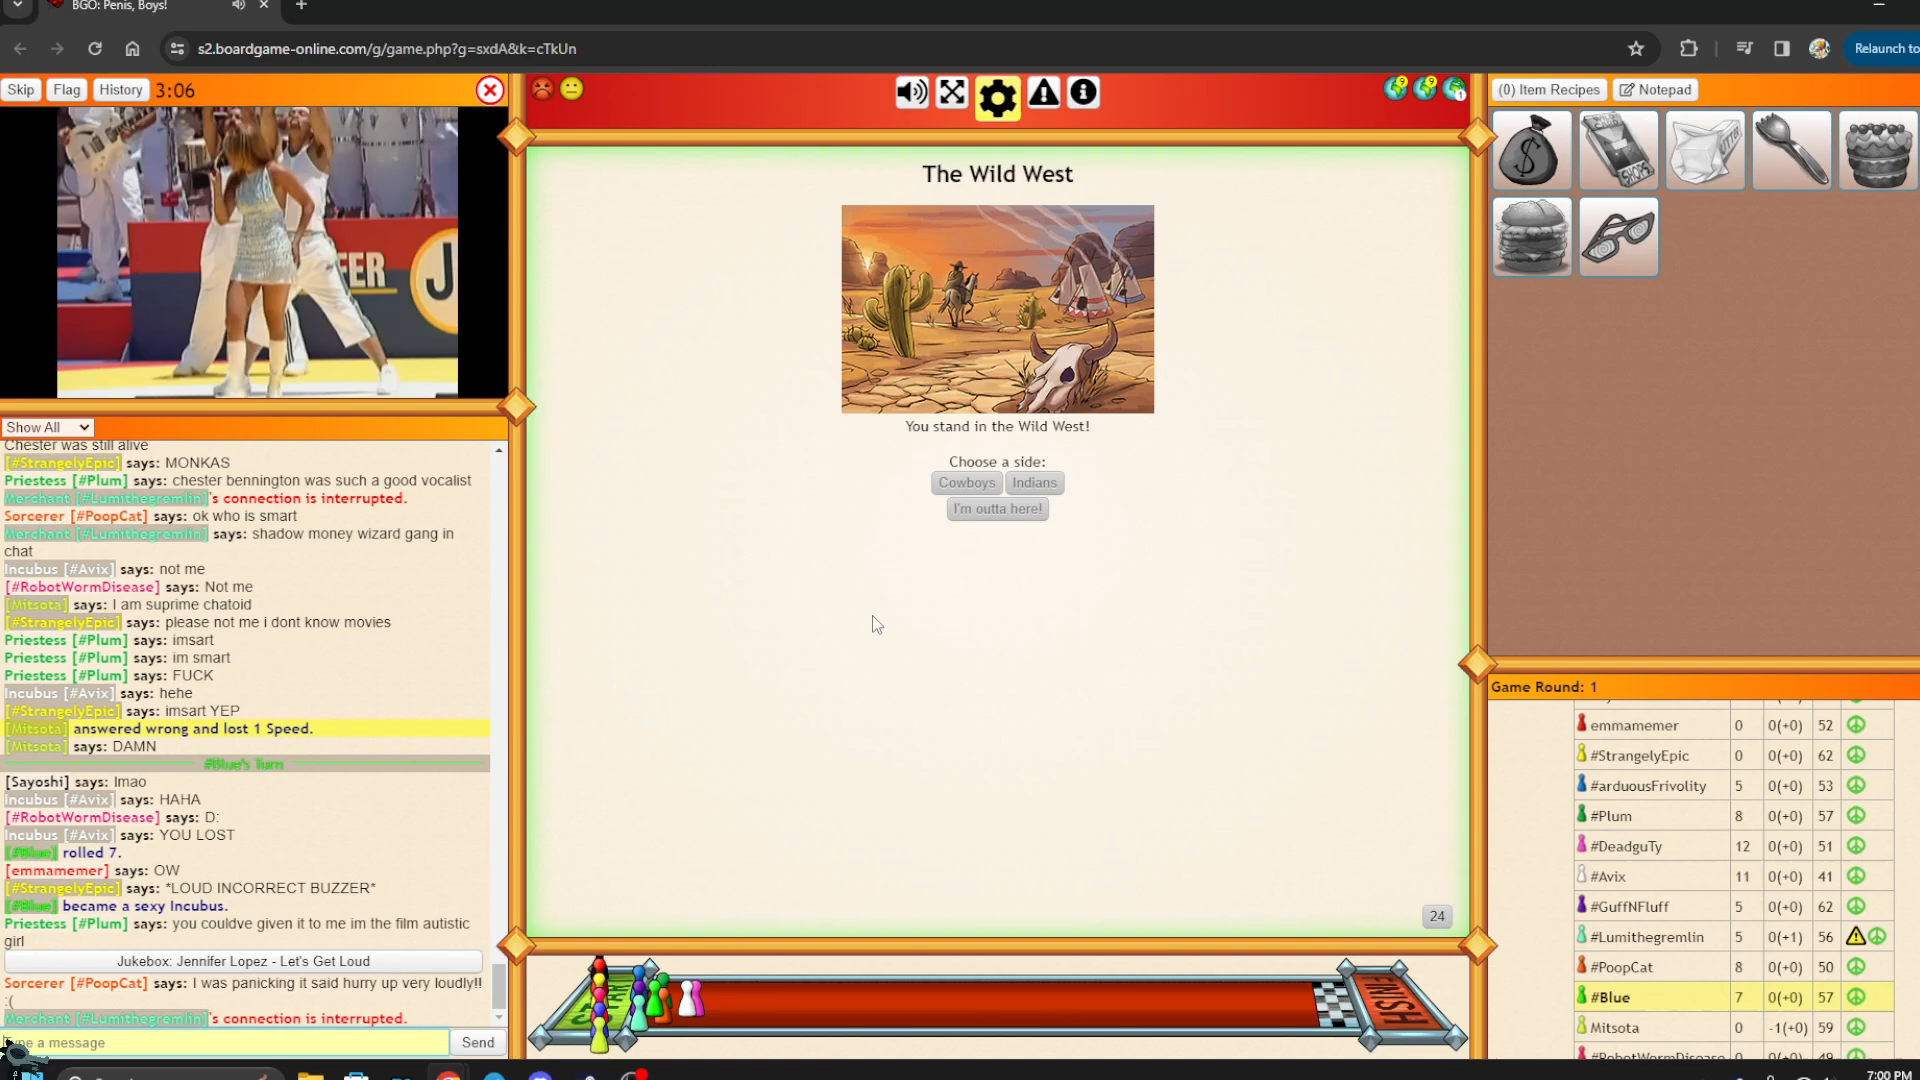 BGO: Penis, Boys!
s2.boardgame-online.com/g/game.php?g=sxdA&k=cTkUn
Relaunch to
Skip
Flag
History
3:06
Show All
Chester was still alive
[#StrangelyEpic] says: MONKAS
Priestess [#Plum] says: chester bennington was such a good vocalist
Merchant [#Lumithegremlin]'s connection is interrupted.
Sorcerer [#PoopCat] says: ok who is smart
Merchant [#Lumithegremlin] says: shadow money wizard gang in
chat
Incubus [#Avix] says: not me
[#RobotWormDisease] says: Not me
[Mitsota] says: I am suprime chatoid
[#StrangelyEpic] says: please not me i dont know movies
Priestess [#Plum] says: imsart
Priestess [#Plum] says: im smart
Priestess [#Plum] says: FUCK
Incubus [#Avix] says: hehe
[#StrangelyEpic] says: imsart YEP
[Mitsota] answered wrong and lost 1 Speed.
[Mitsota] says: DAMN
#Blue's Turn
[Sayoshi] says: lmao
Incubus [#Avix] says: HAHA
[#RobotWormDisease] says: D:
Incubus [#Avix] says: YOU LOST
[#Blue] rolled 7.
[emmamemer] says: OW
[#StrangelyEpic] says: *LOUD INCORRECT BUZZER*
[#Blue] became a sexy Incubus.
Priestess [#Plum] says: you couldve given it to me im the film autistic
girl
Jukebox: Jennifer Lopez - Let's Get Loud
Sorcerer [#PoopCat] says: I was panicking it said hurry up very loudly!!
:(
Merchant [#Lumithegremlin]'s connection is interrupted.
Type a message
Send
9
9
1
The Wild West
You stand in the Wild West!
Choose a side:
Cowboys
Indians
I'm outta here!
24
FINISH
(0) Item Recipes
Notepad
Game Round: 1
emmamemer 0 0(+0) 52
#StrangelyEpic 0 0(+0) 62
#arduousFrivolity 5 0(+0) 53
#Plum 8 0(+0) 57
#DeadguTy 12 0(+0) 51
#Avix 11 0(+0) 41
#GuffNFluff 5 0(+0) 62
#Lumithegremlin 5 0(+1) 56
#PoopCat 8 0(+0) 50
#Blue 7 0(+0) 57
Mitsota 0 -1(+0) 59
#RobotWormDisease 0 0(+0) 49
7:00 PM